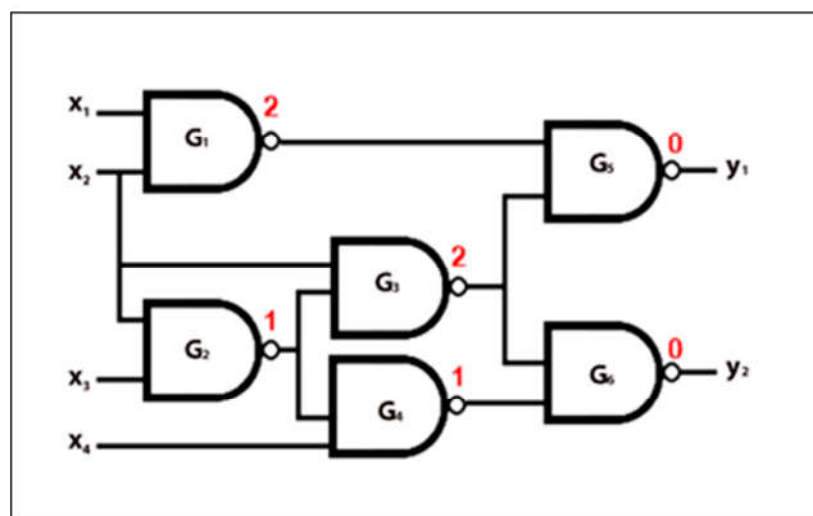 x₁ G₁ 2
x₂
G₅ 0 y₁
G₃ 2
G₂ 1
x₃
G₄ 1
x₄
G₆ 0 y₂